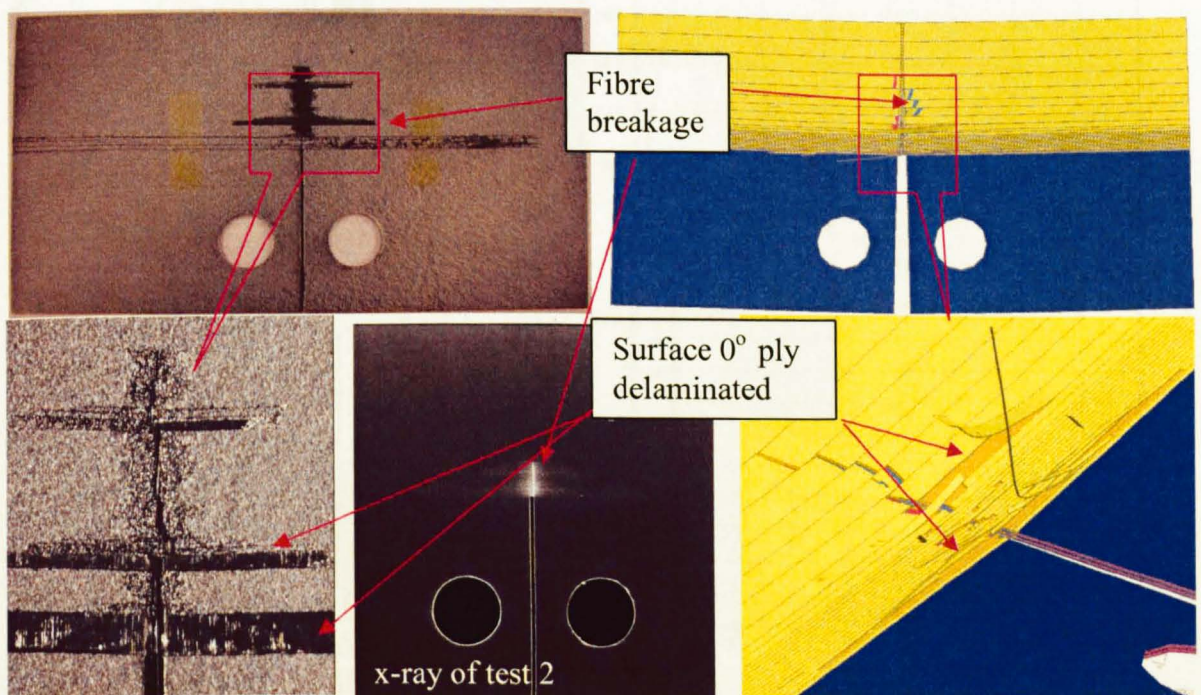 Fibre
breakage
Surface 0° ply
delaminated
x-ray of test 2